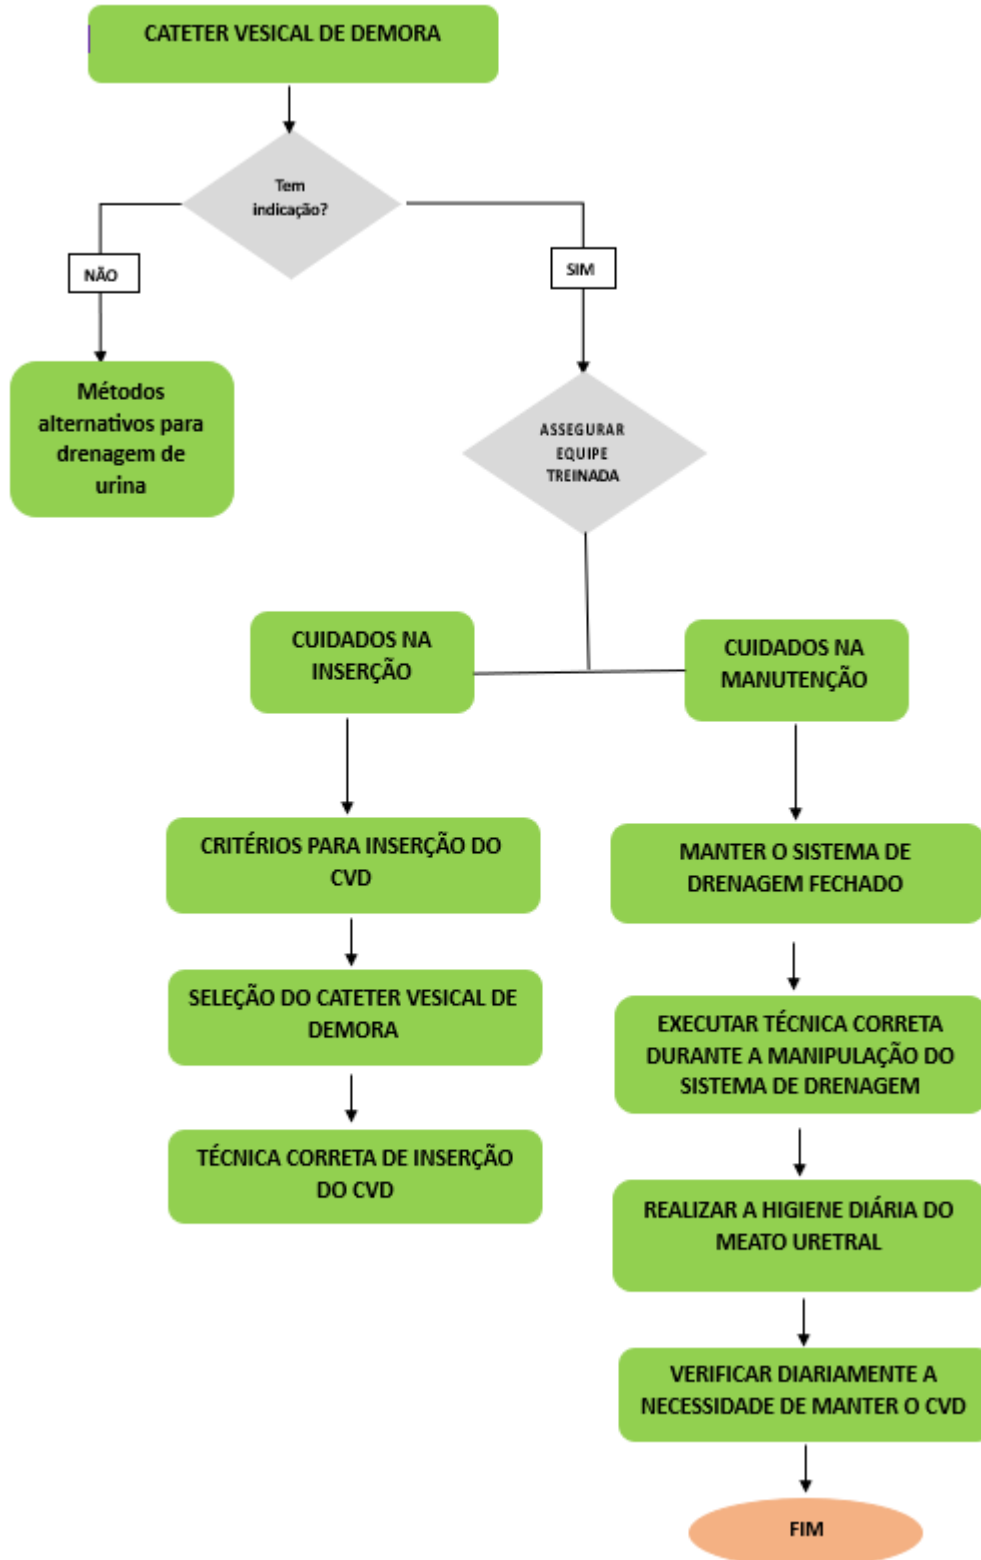 CATETER VESICAL DE DEMORA
Tem
indicação?
NÃO
SIM
Métodos
alternativos para
drenagem de
urina
ASSEGURAR
EQUIPE
TREINADA
CUIDADOS NA
INSERÇÃO
CUIDADOS NA
MANUTENÇÃO
CRITÉRIOS PARA INSERÇÃO DO
CVD
SELEÇÃO DO CATETER VESICAL DE
DEMORA
TÉCNICA CORRETA DE INSERÇÃO
DO CVD
MANTER O SISTEMA DE
DRENAGEM FECHADO
EXECUTAR TÉCNICA CORRETA
DURANTE A MANIPULAÇÃO DO
SISTEMA DE DRENAGEM
REALIZAR A HIGIENE DIÁRIA DO
MEATO URETRAL
VERIFICAR DIARIAMENTE A
NECESSIDADE DE MANTER O CVD
FIM